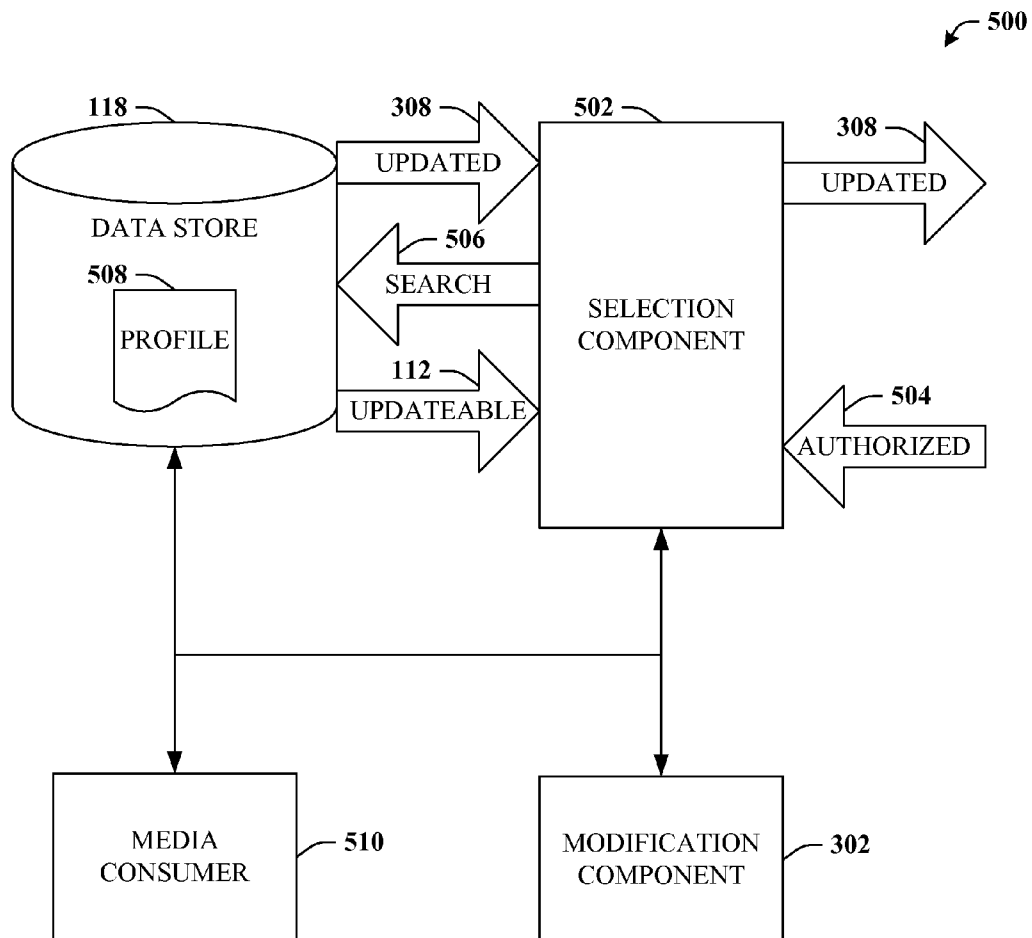 500
118
308
502
308
UPDATED
UPDATED
DATA STORE
506
SEARCH
508
PROFILE
SELECTION
COMPONENT
112
UPDATEABLE
504
AUTHORIZED
MEDIA
CONSUMER
510
MODIFICATION
COMPONENT
302